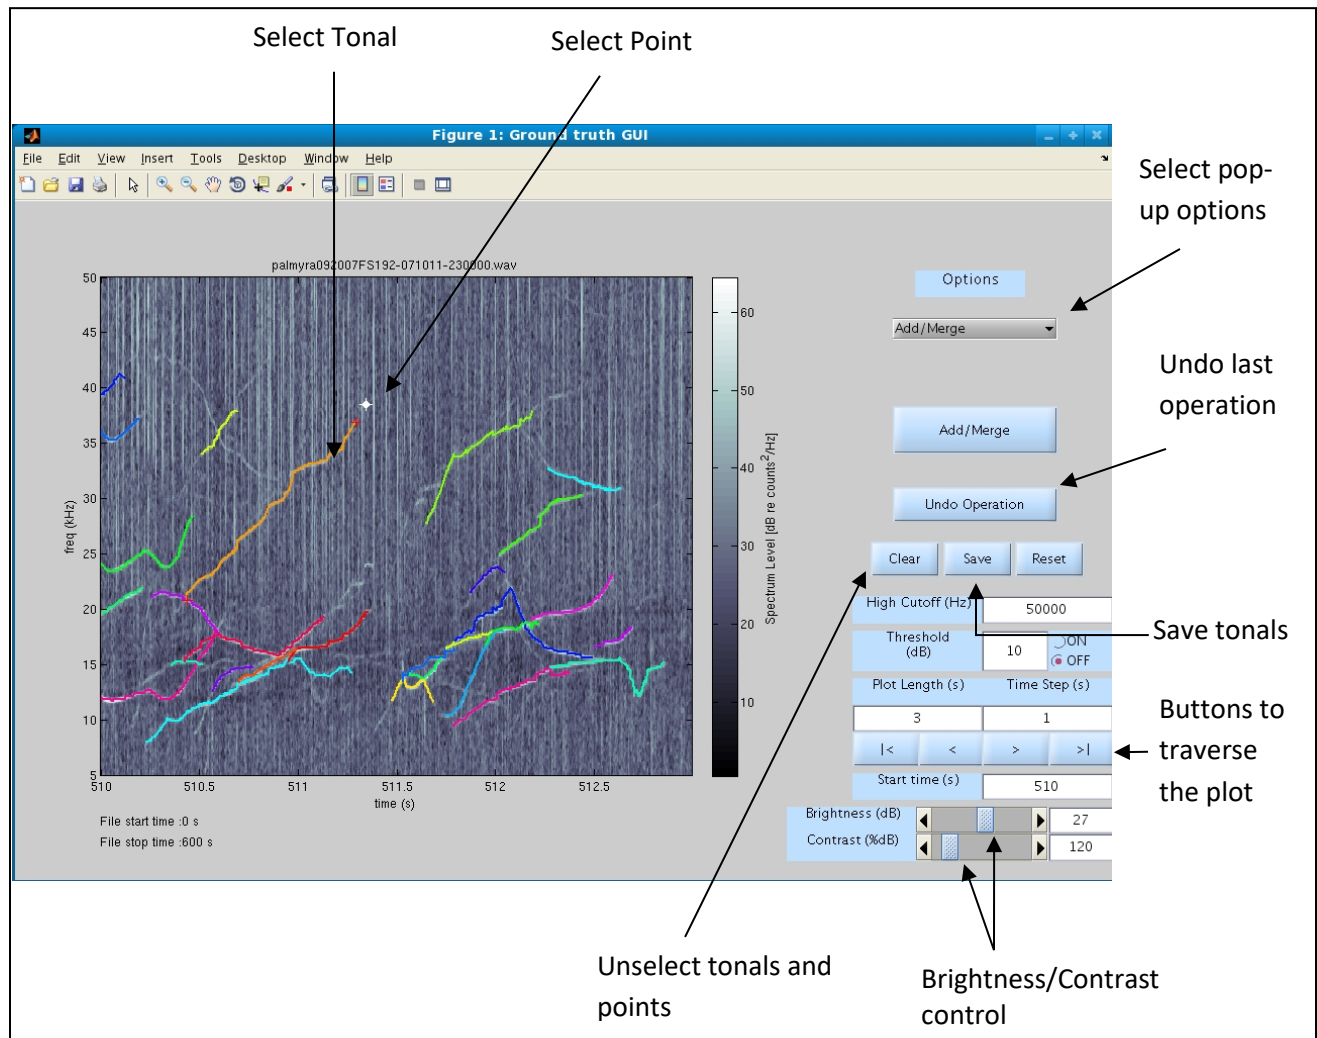 Select Tonal
Select Point
Figure 1: Ground truth GUI
File Edit View Insert Tools Desktop Window Help
Select pop-
up options
palmyra092007FS192-071011-230000.wav
Options
Add/Merge
Undo last
operation
Add/Merge
Undo Operation
Clear Save Reset
High Cutoff (Hz) 50000
Threshold
(dB)
10
ON
OFF
Save tonals
Plot Length (s) Time Step (s)
3 1
|< < > >|
Buttons to
traverse
the plot
Start time (s) 510
Brightness (dB) 27
Contrast (%dB) 120
50
45
40
35
30
25
20
15
10
5
freq (kHz)
510 510.5 511 511.5 512 512.5
time (s)
60
50
40
30
20
10
Spectrum Level [dB re counts²/Hz]
File start time :0 s
File stop time :600 s
Unselect tonals and
points
Brightness/Contrast
control